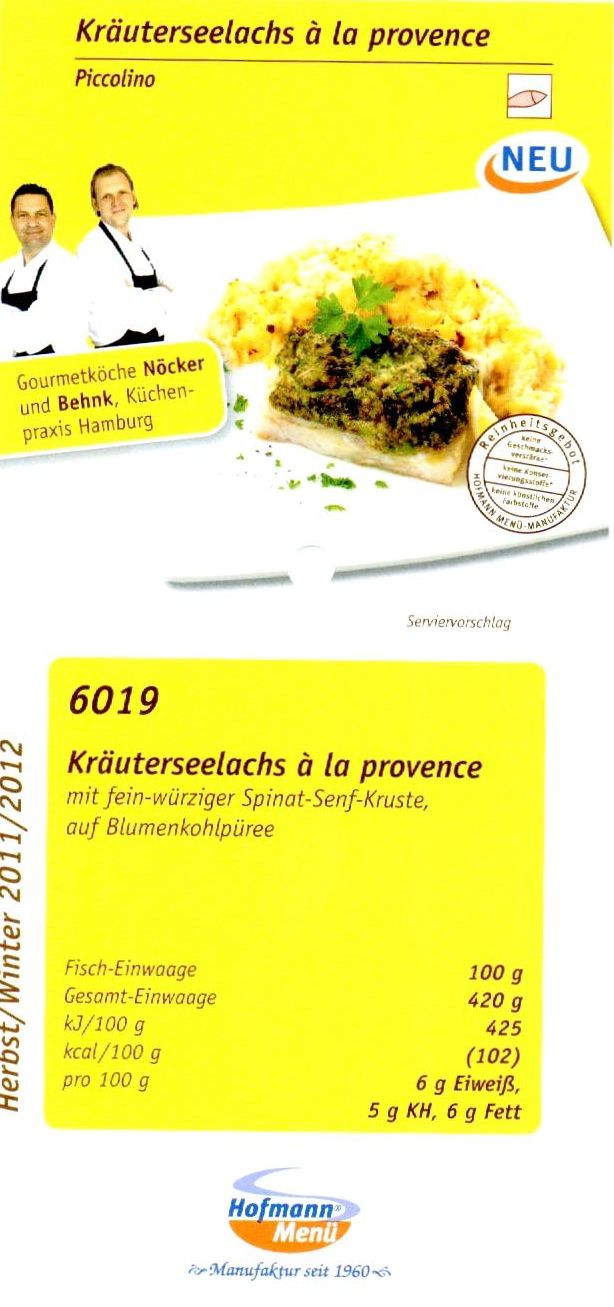 Kräuterseelachs à la provence
Piccolino
NEU
Gourmetköche Nöcker
und Behnk, Küchen-
praxis Hamburg
Reinheitsgebot
keine
Geschmacks-
verstärker
keine Konser-
vierungsstoffe
keine künstlichen
Farbstoffe
HOFMANN MENÜ-MANUFAKTUR
Serviervorschlag
6019
Kräuterseelachs à la provence
mit fein-würziger Spinat-Senf-Kruste,
auf Blumenkohlpüree
Fisch-Einwaage 100 g
Gesamt-Einwaage 420 g
kJ/100 g 425
kcal/100 g (102)
pro 100 g 6 g Eiweiß,
5 g KH, 6 g Fett
Herbst/Winter 2011/2012
Hofmann®
Menü
Manufaktur seit 1960